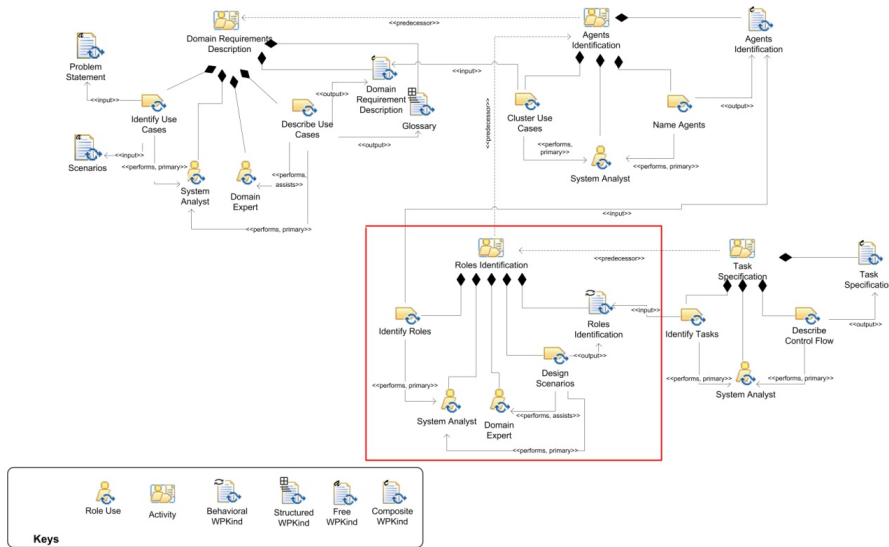 Domain Requirements
Description
<<predecessor>>
Agents
Identification
Agents
Identification
Problem
Statement
<<input>>
Identify Use
Cases
Describe Use
Cases
<<output>>
Domain
Requirement
Description
Glossary
<<output>>
<<input>>
Cluster Use
Cases
Name Agents
<<output>>
<<predecessor>>
Scenarios
<<input>>
<<performs, primary>>
System
Analyst
Domain
Expert
<<performs,
assists>>
<<performs, primary>>
<<performs,
primary>>
<<performs,
primary>>
System Analyst
<<input>>
Roles Identification
<<predecessor>>
Task
Specification
Task
Specificatio
Identify Roles
Roles
Identification
<<input>>
Identify Tasks
Describe
Control Flow
<<output>>
<<output>>
Design
Scenarios
<<performs, primary>>
System Analyst
Domain
Expert
<<performs, assists>>
<<performs, primary>>
<<performs, primary>>
<<performs, primary>>
System Analyst
Role Use
Activity
Behavioral
WPKind
Structured
WPKind
Free
WPKind
Composite
WPKind
Keys